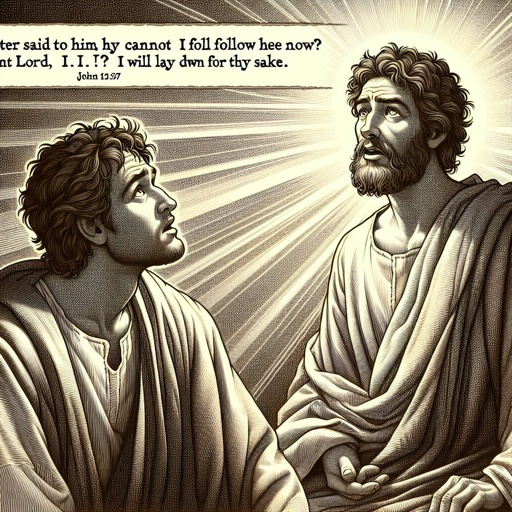 ter said to him, hy cannot I foll follow hee now?
nt Lord, I. I. !? I will lay dwn for thy sake.
John 13:97